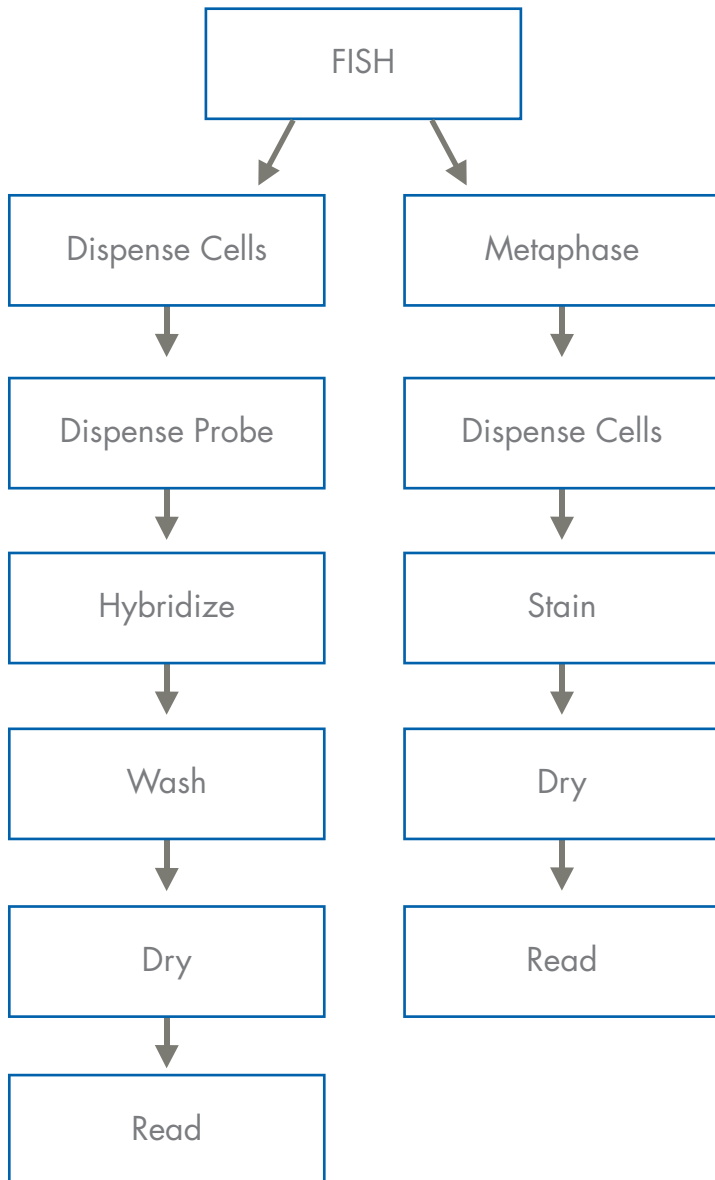 FISH
Dispense Cells
Metaphase
Dispense Probe
Dispense Cells
Hybridize
Stain
Wash
Dry
Dry
Read
Read